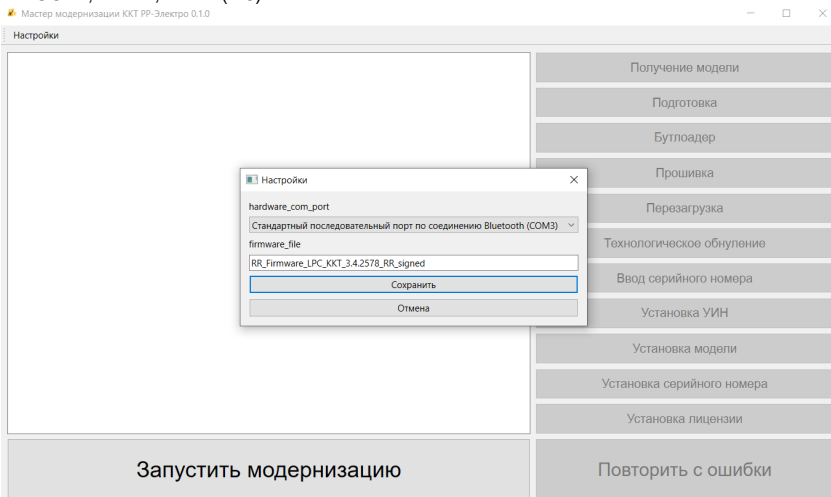 Мастер модернизации ККТ РР-Электро 0.1.0
Настройки
Получение модели
Подготовка
Бутлоадер
Прошивка
Перезагрузка
Технологическое обнуление
Ввод серийного номера
Установка УИН
Установка модели
Установка серийного номера
Установка лицензии
Настройки
hardware_com_port
Стандартный последовательный порт по соединению Bluetooth (COM3)
firmware_file
RR_Firmware_LPC_KKT_3.4.2578_RR_signed
Сохранить
Отмена
Запустить модернизацию
Повторить с ошибки